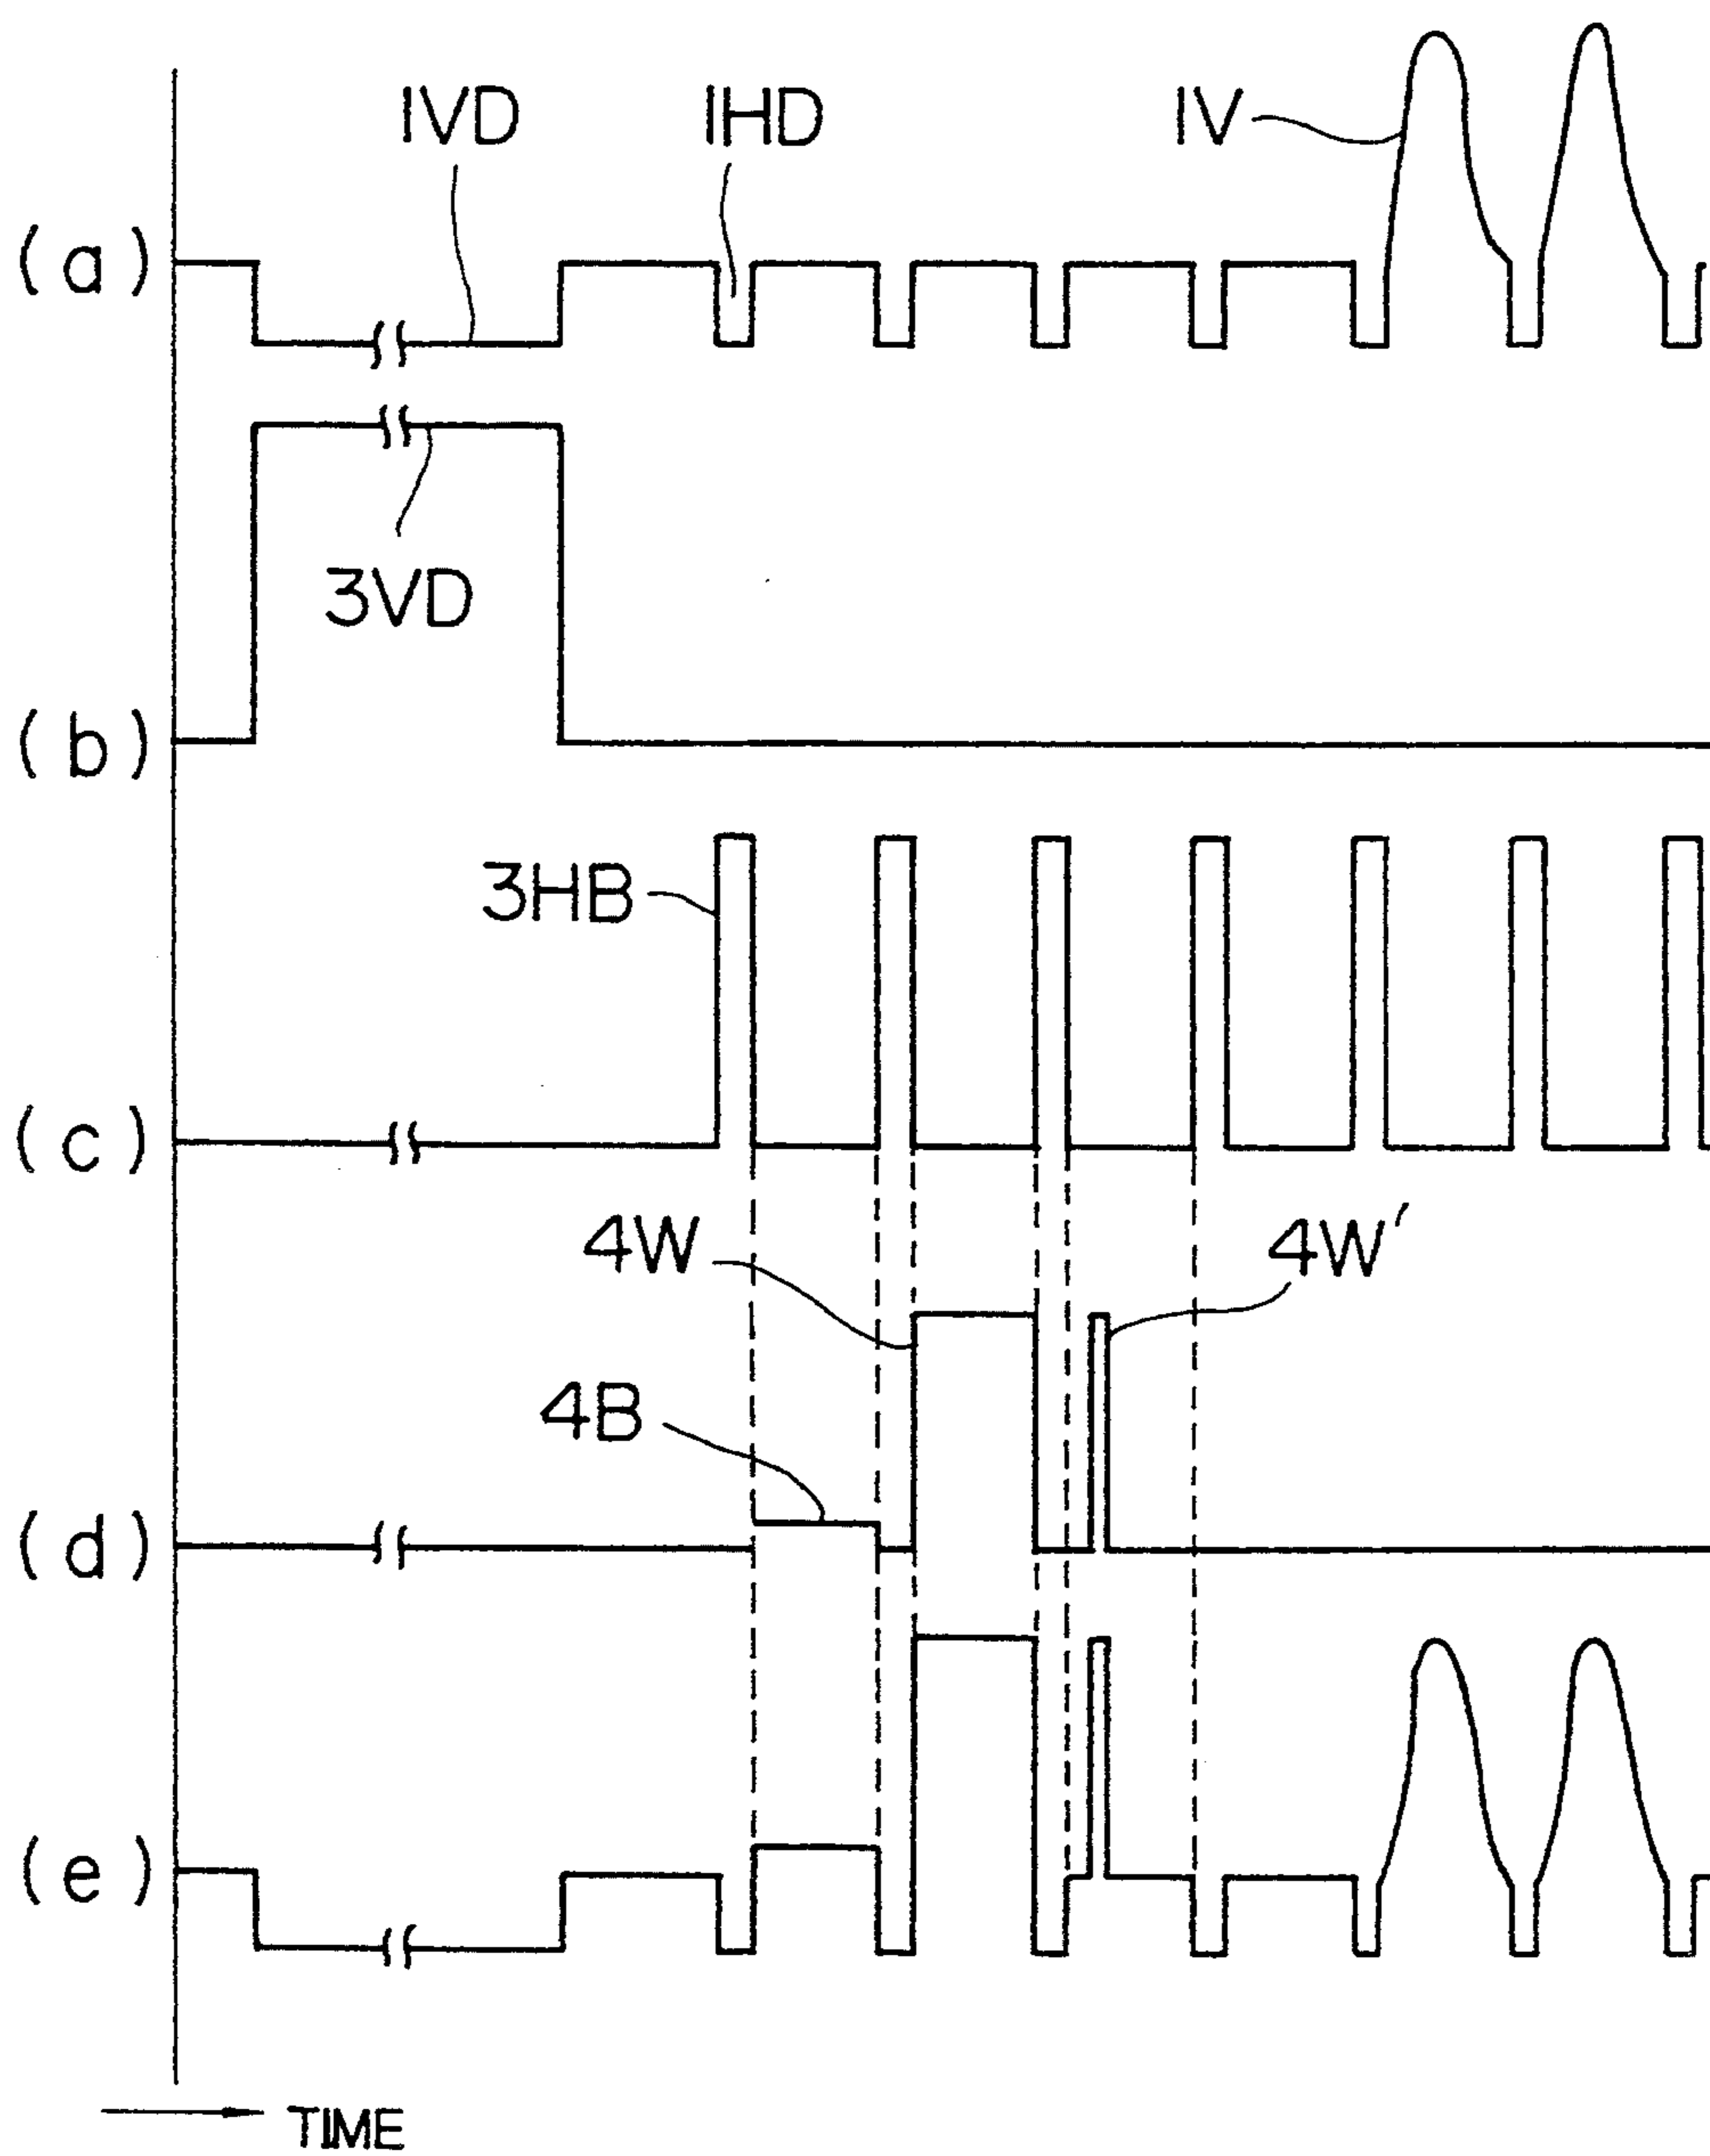 1VD 1HD 1V
(a)
3VD
(b)
3HB
(c)
4W 4W'
4B
(d)
(e)
TIME